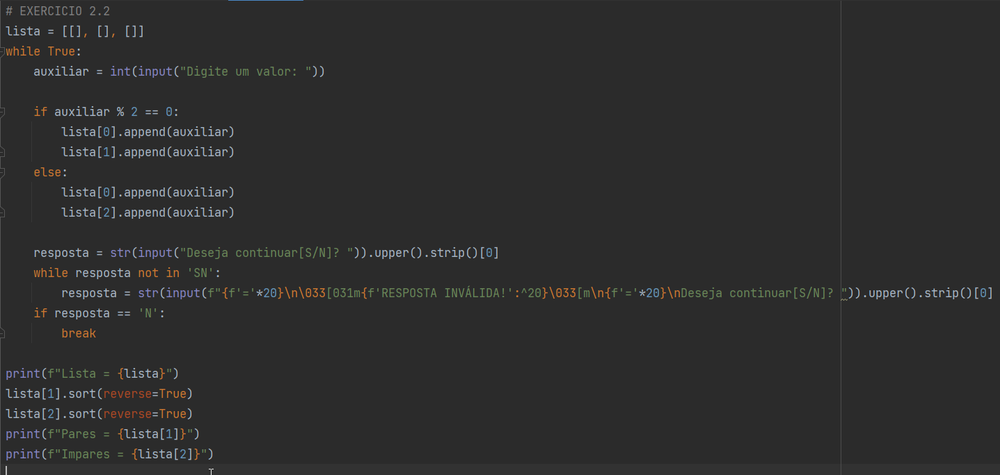 # EXERCICIO 2.2
lista = [[], [], []]
while True:
    auxiliar = int(input("Digite um valor: "))

    if auxiliar % 2 == 0:
        lista[0].append(auxiliar)
        lista[1].append(auxiliar)
    else:
        lista[0].append(auxiliar)
        lista[2].append(auxiliar)

    resposta = str(input("Deseja continuar[S/N]? ")).upper().strip()[0]
    while resposta not in 'SN':
        resposta = str(input(f"{f'='*20}\n\033[031m{f'RESPOSTA INVÁLIDA!':^20}\033[m\n{f'='*20}\nDeseja continuar[S/N]? ")).upper().strip()[0]
    if resposta == 'N':
        break

print(f"Lista = {lista}")
lista[1].sort(reverse=True)
lista[2].sort(reverse=True)
print(f"Pares = {lista[1]}")
print(f"Impares = {lista[2]}")